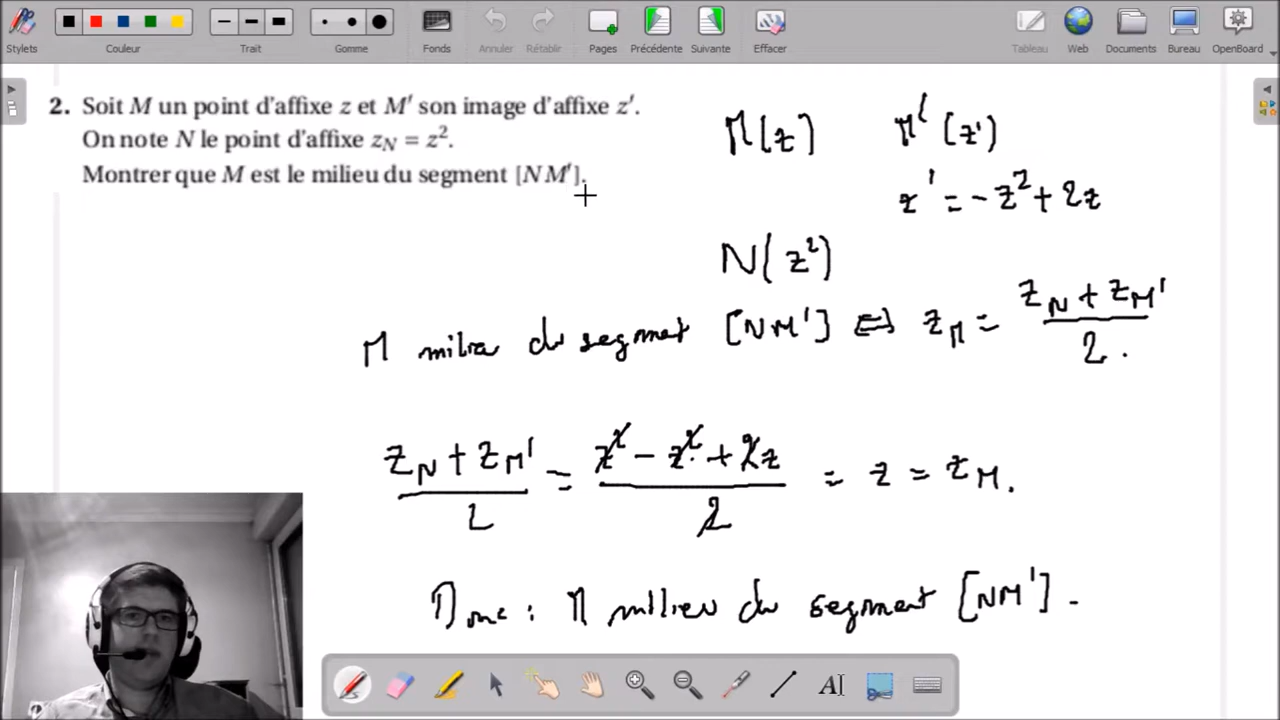 Stylets Couleur Trait Gomme Fonds Annuler Rétablir Pages Précédente Suivante Effacer Tableau Web Documents Bureau OpenBoard
2. Soit M un point d'affixe z et M′ son image d'affixe z′.
On note N le point d'affixe z_N = z².
Montrer que M est le milieu du segment [NM′].
M(z) M'(z')
z' = -z² + 2z
N(z²)
M milieu du segment [NM'] ⇔ z_M = (z_N + z_M')/2.
(z_N + z_M')/2 = (z² - z² + 2z)/2 = z = z_M.
Donc : M milieu du segment [NM'].